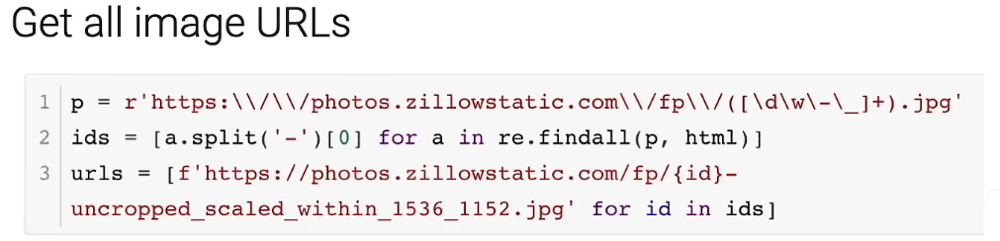 Get all image URLs
1 p = r'https:\\/\\/photos.zillowstatic.com\\/fp\\/([\d\w\-\_]+).jpg'
2 ids = [a.split('-')[0] for a in re.findall(p, html)]
3 urls = [f'https://photos.zillowstatic.com/fp/{id}-
uncropped_scaled_within_1536_1152.jpg' for id in ids]